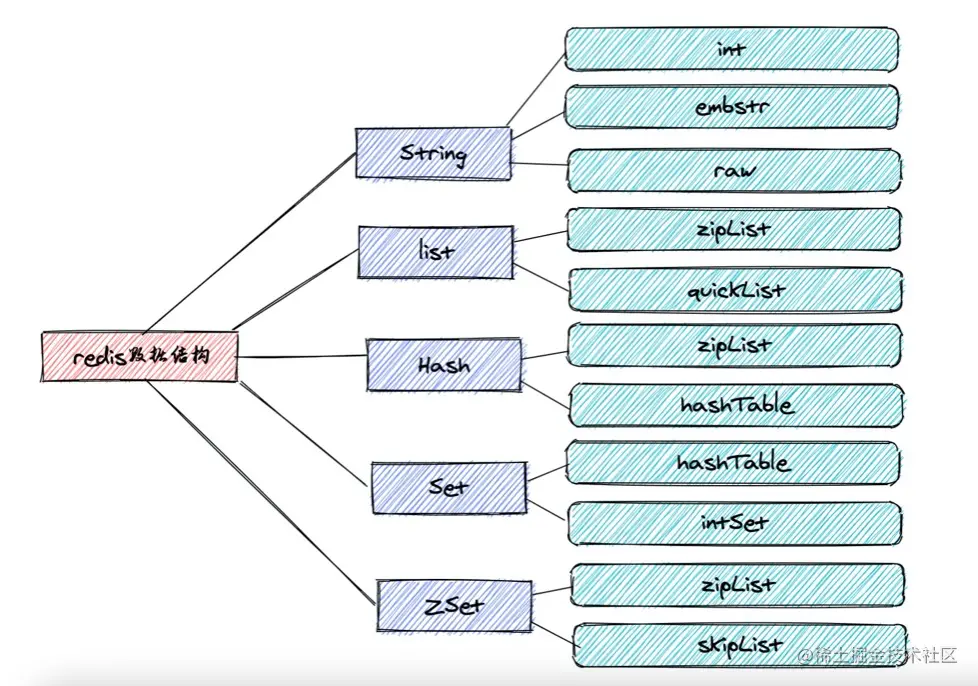 redis数据结构
String
int
embstr
raw
list
zipList
quickList
Hash
zipList
hashTable
Set
hashTable
intSet
ZSet
zipList
skipList
@稀土掘金技术社区